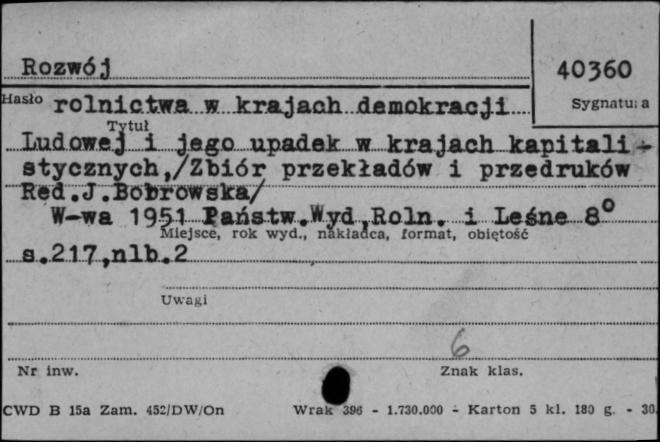 Rozwój
40360
Hasło rolnictwa w krajach demokracji
Sygnatura
Tytuł
Ludowej i jego upadek w krajach kapitali-
stycznych,/Zbiór przekładów i przedruków
Red.J.Bobrowska/
W-wa 1951 Państw.Wyd,Roln. i Leśne 8°
Miejsce, rok wyd., nakładca, format, objętość
s.217,nlb.2
Uwagi
6
Nr inw.
Znak klas.
CWD B 15a Zam. 452/DW/On Wrak 396 - 1.730.000 - Karton 5 kl. 180 g. - 30.